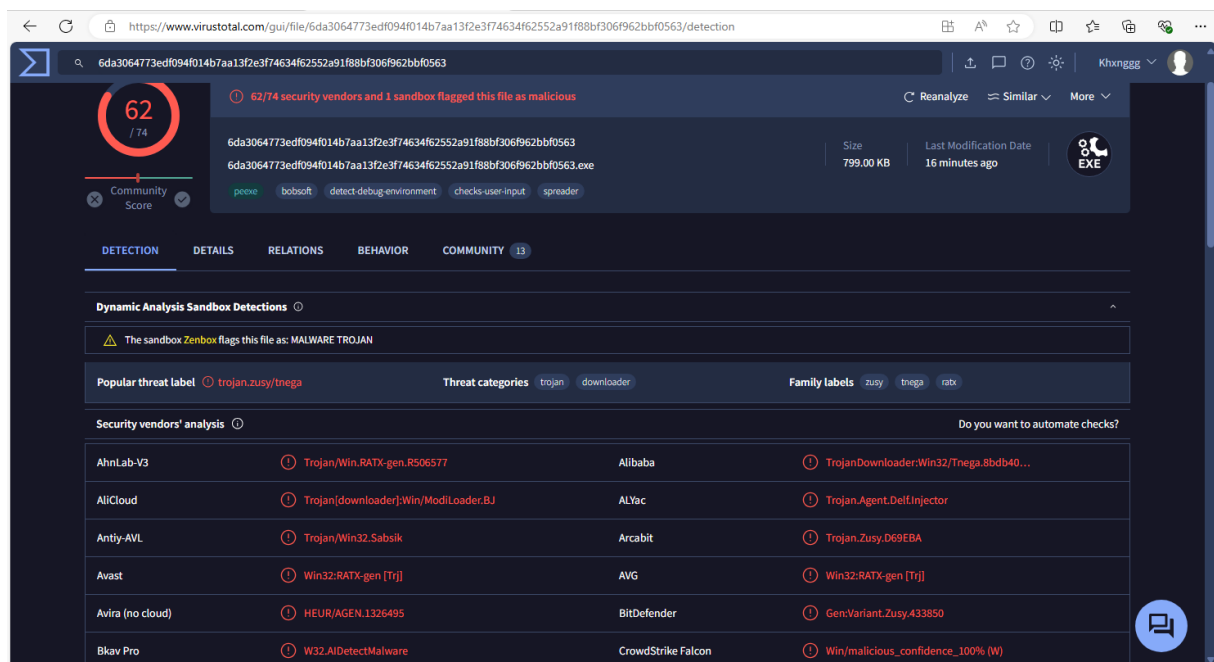 https://www.virustotal.com/gui/file/6da3064773edf094f014b7aa13f2e3f74634f62552a91f88bf306f962bbf0563/detection
6da3064773edf094f014b7aa13f2e3f74634f62552a91f88bf306f962bbf0563
Khxnggg
62
/ 74
Community
Score
62/74 security vendors and 1 sandbox flagged this file as malicious
Reanalyze
Similar
More
6da3064773edf094f014b7aa13f2e3f74634f62552a91f88bf306f962bbf0563
6da3064773edf094f014b7aa13f2e3f74634f62552a91f88bf306f962bbf0563.exe
peexe bobsoft detect-debug-environment checks-user-input spreader
Size
799.00 KB
Last Modification Date
16 minutes ago
EXE
DETECTION DETAILS RELATIONS BEHAVIOR COMMUNITY 13
Dynamic Analysis Sandbox Detections
The sandbox Zenbox flags this file as: MALWARE TROJAN
Popular threat label trojan.zusy/tnega Threat categories trojan downloader Family labels zusy tnega ratx
Security vendors' analysis Do you want to automate checks?
AhnLab-V3 Trojan/Win.RATX-gen.R506577 Alibaba TrojanDownloader:Win32/Tnega.8bdb40...
AliCloud Trojan[downloader]:Win/ModiLoader.BJ ALYac Trojan.Agent.Delf.Injector
Antiy-AVL Trojan/Win32.Sabsik Arcabit Trojan.Zusy.D69EBA
Avast Win32:RATX-gen [Trj] AVG Win32:RATX-gen [Trj]
Avira (no cloud) HEUR/AGEN.1326495 BitDefender Gen:Variant.Zusy.433850
Bkav Pro W32.AIDetectMalware CrowdStrike Falcon Win/malicious_confidence_100% (W)